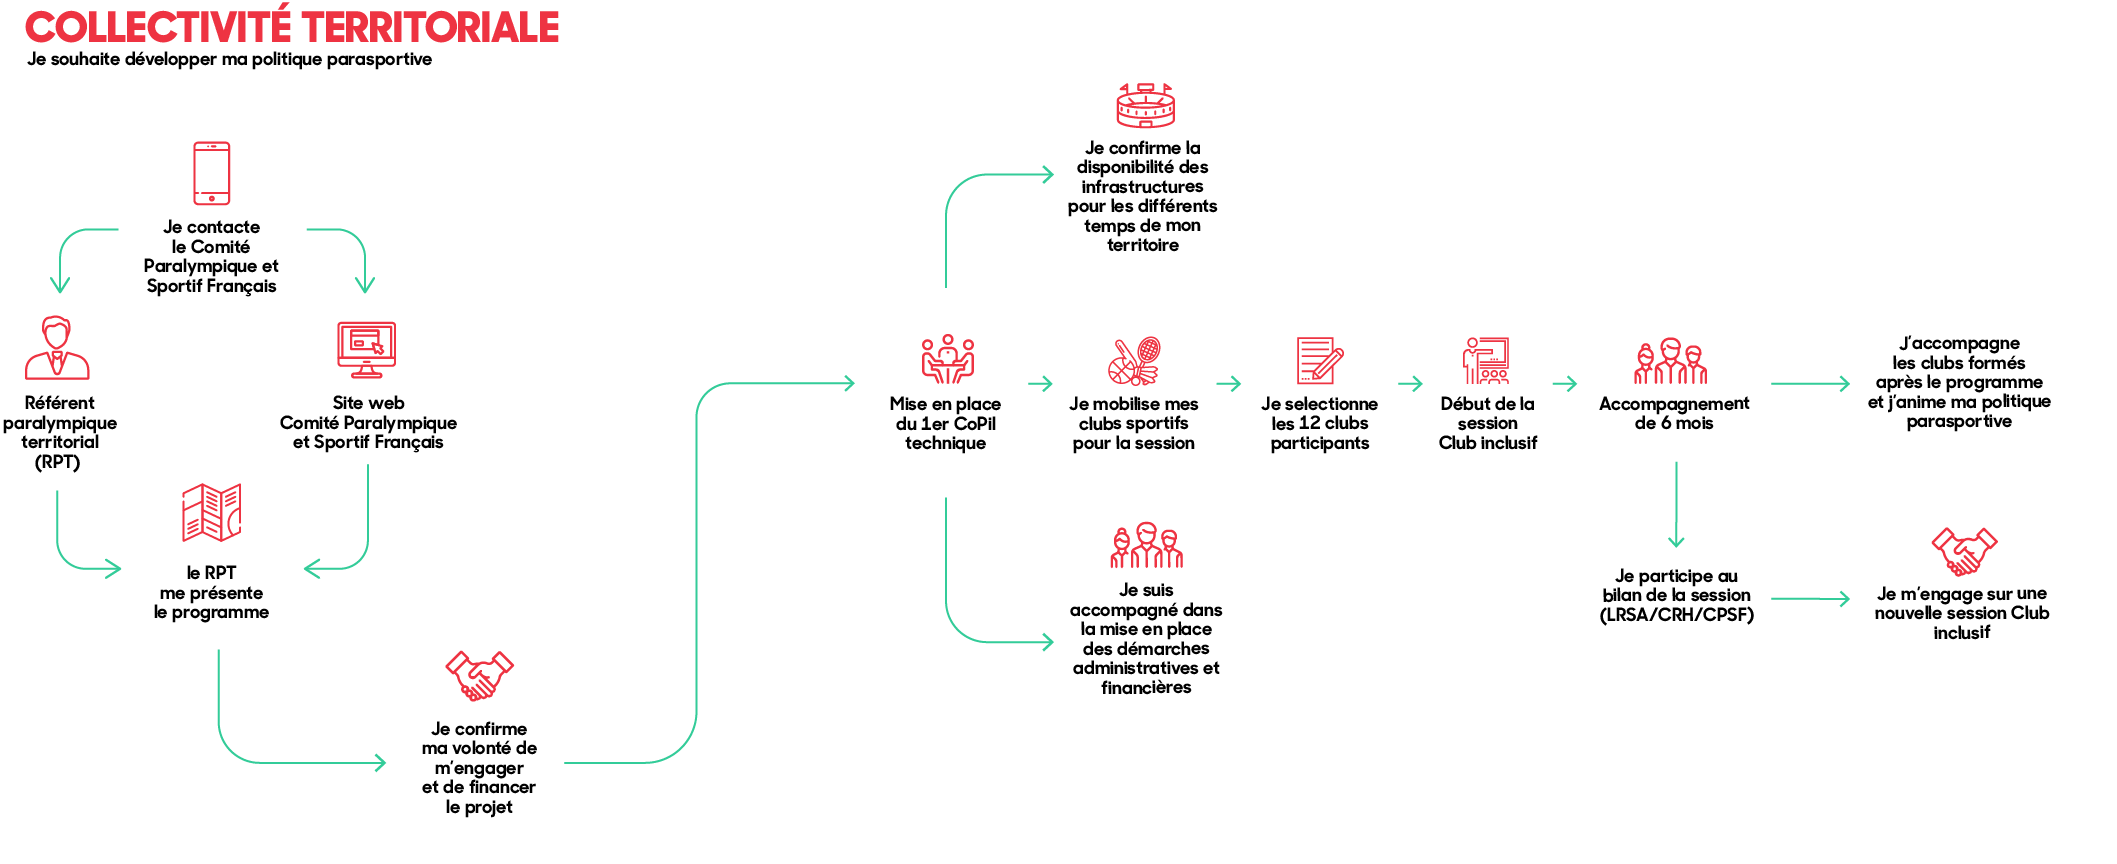 COLLECTIVITÉ TERRITORIALE
Je souhaite développer ma politique parasportive
Je contacte
le Comité
Paralympique et
Sportif Français
Référent
paralympique
territorial
(RPT)
Site web
Comité Paralympique
et Sportif Français
le RPT
me présente
le programme
Je confirme
ma volonté de
m'engager
et de financer
le projet
Je confirme la
disponibilité des
infrastructures
pour les différents
temps de mon
territoire
Mise en place
du 1er CoPil
technique
Je suis
accompagné dans
la mise en place
des démarches
administratives et
financières
Je mobilise mes
clubs sportifs
pour la session
Je selectionne
les 12 clubs
participants
Début de la
session
Club inclusif
Accompagnement
de 6 mois
J'accompagne
les clubs formés
après le programme
et j'anime ma politique
parasportive
Je participe au
bilan de la session
(LRSA/CRH/CPSF)
Je m'engage sur une
nouvelle session Club
inclusif